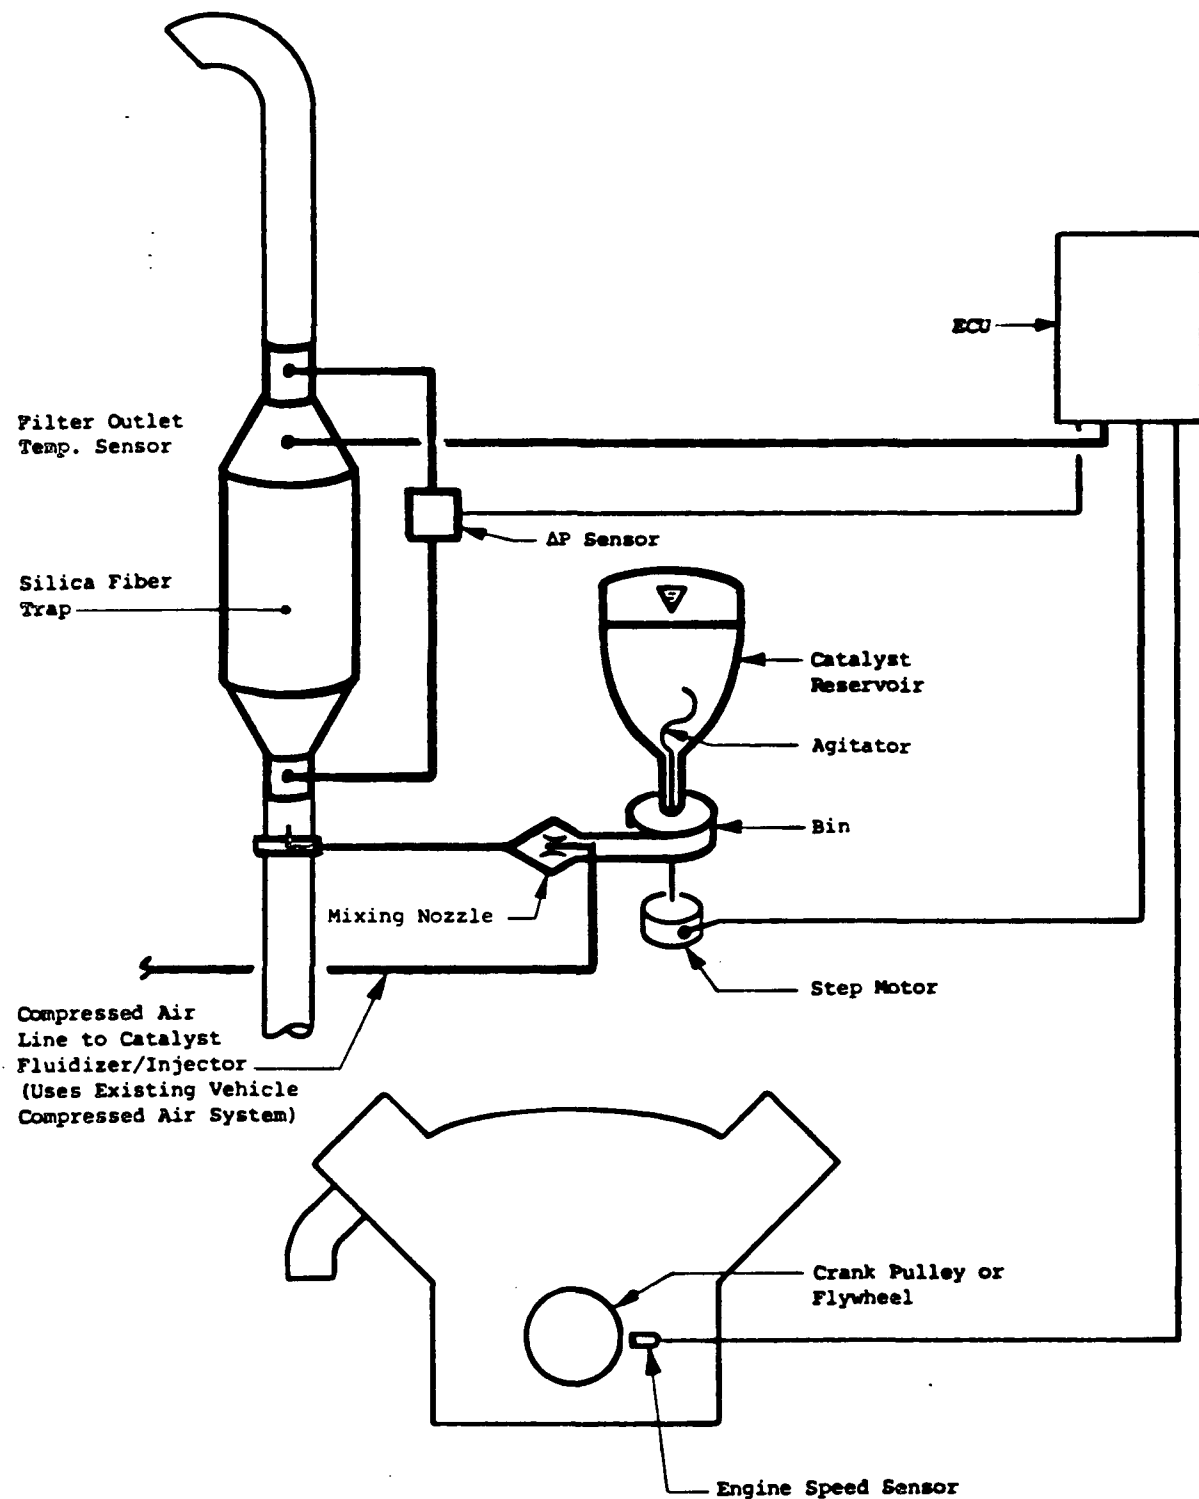 ECU
Filter Outlet
Temp. Sensor
ΔP Sensor
Silica Fiber
Trap
Catalyst
Reservoir
Agitator
Bin
Mixing Nozzle
Step Motor
Compressed Air
Line to Catalyst
Fluidizer/Injector
(Uses Existing Vehicle
Compressed Air System)
Crank Pulley or
Flywheel
Engine Speed Sensor